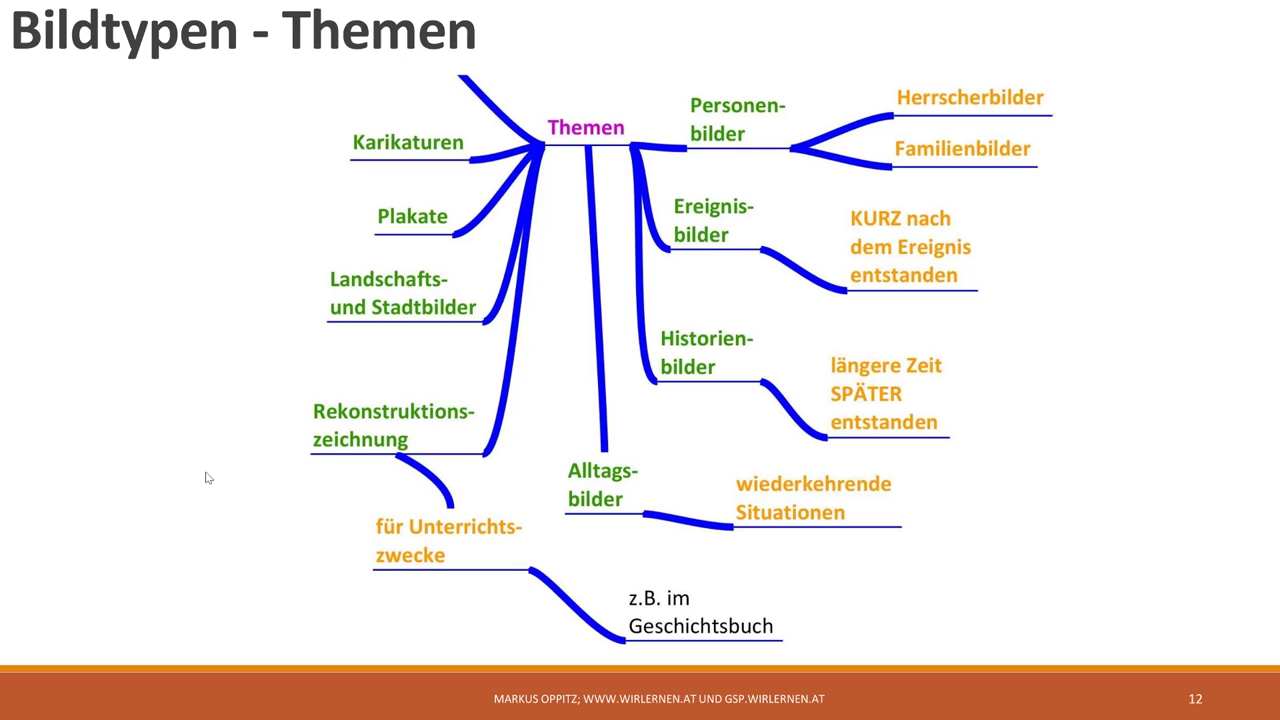 Bildtypen - Themen
Themen
Personen-
bilder
Herrscherbilder
Familienbilder
Ereignis-
bilder
KURZ nach
dem Ereignis
entstanden
Historien-
bilder
längere Zeit
SPÄTER
entstanden
Alltags-
bilder
wiederkehrende
Situationen
Karikaturen
Plakate
Landschafts-
und Stadtbilder
Rekonstruktions-
zeichnung
für Unterrichts-
zwecke
z.B. im
Geschichtsbuch
MARKUS OPPITZ; WWW.WIRLERNEN.AT UND GSP.WIRLERNEN.AT
12